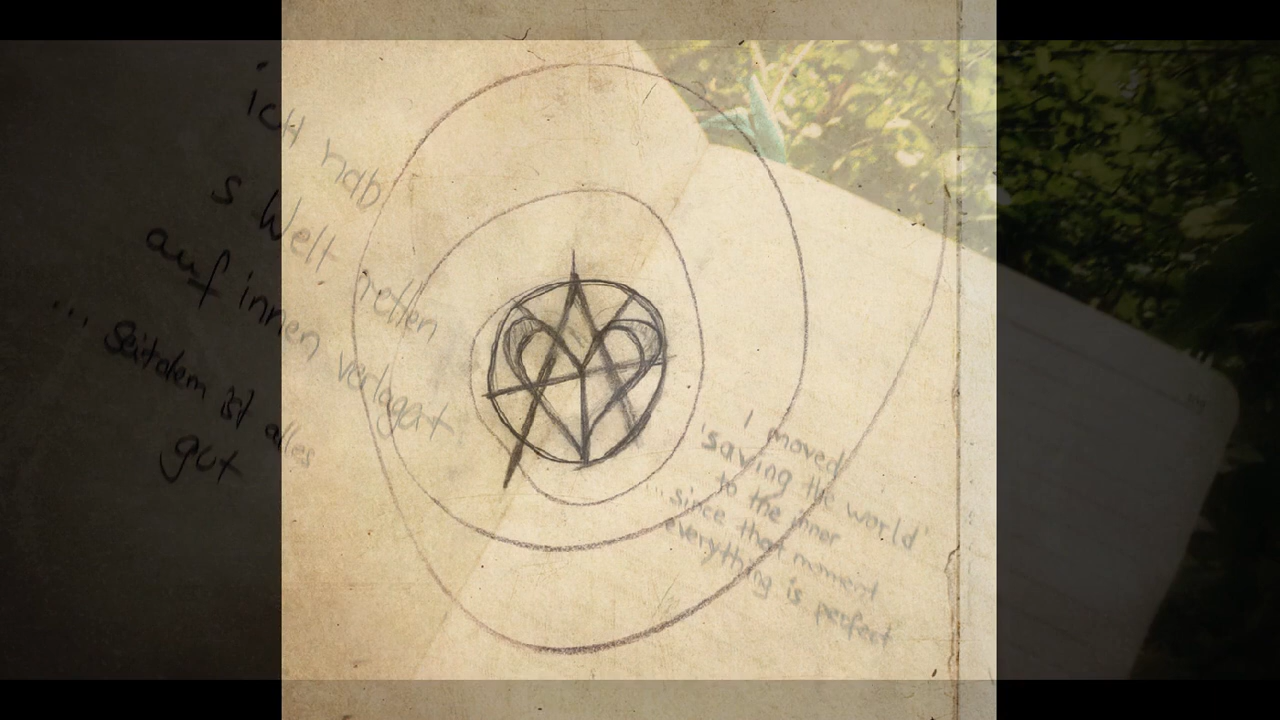 ich hab
s Welt retten
auf innen verlagert
... Seitdem ist alles
gut
I moved
'saving the world'
to the inner
...since that moment
everything is perfect